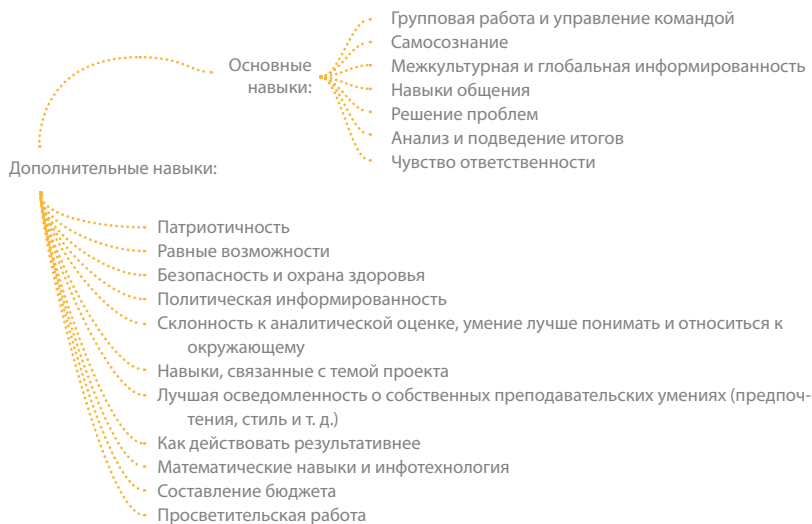 Групповая работа и управление командой
Самосознание
Основные
навыки:
Межкультурная и глобальная информированность
Навыки общения
Решение проблем
Анализ и подведение итогов
Чувство ответственности
Дополнительные навыки:
Патриотичность
Равные возможности
Безопасность и охрана здоровья
Политическая информированность
Склонность к аналитической оценке, умение лучше понимать и относиться к
окружающему
Навыки, связанные с темой проекта
Лучшая осведомленность о собственных преподавательских умениях (предпоч-
тения, стиль и т. д.)
Как действовать результативнее
Математические навыки и инфотехнология
Составление бюджета
Просветительская работа